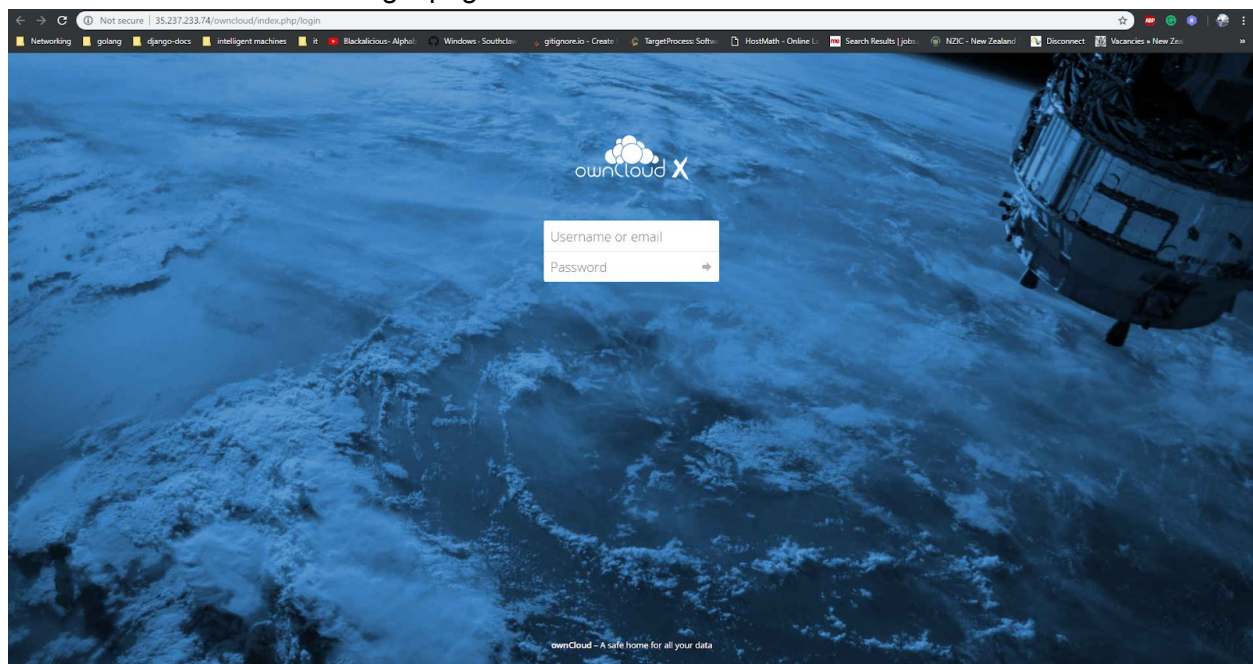 Not secure | 35.237.233.74/owncloud/index.php/login
Networking golang django-docs intelligent machines it Blackalicious- Alphab Windows - Southclaw gitignore.io - Create TargetProcess: Softw HostMath - Online L Search Results | jobs. NZIC - New Zealand Disconnect Vacancies » New Zea »
ownCloud X
Username or email
Password
ownCloud – A safe home for all your data